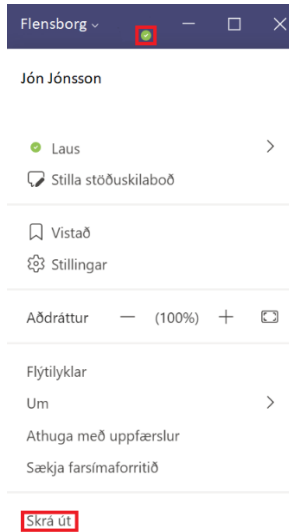 Flensborg
Jón Jónsson
Laus
Stilla stöðuskilaboð
Vistað
Stillingar
Aðdráttur — (100%) +
Flýtilyklar
Um
Athuga með uppfærslur
Sækja farsímaforritið
Skrá út